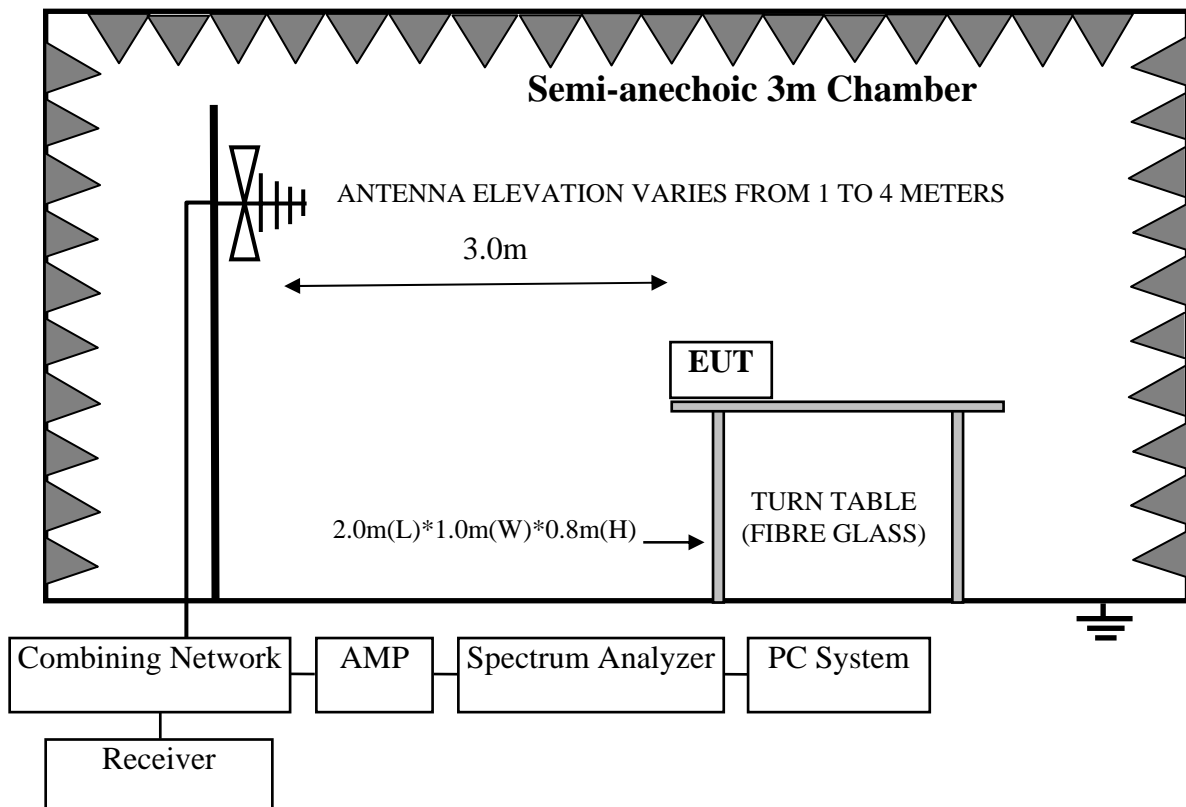 Semi-anechoic 3m Chamber
ANTENNA ELEVATION VARIES FROM 1 TO 4 METERS
3.0m
EUT
TURN TABLE
(FIBRE GLASS)
2.0m(L)*1.0m(W)*0.8m(H)
Combining Network
AMP
Spectrum Analyzer
PC System
Receiver